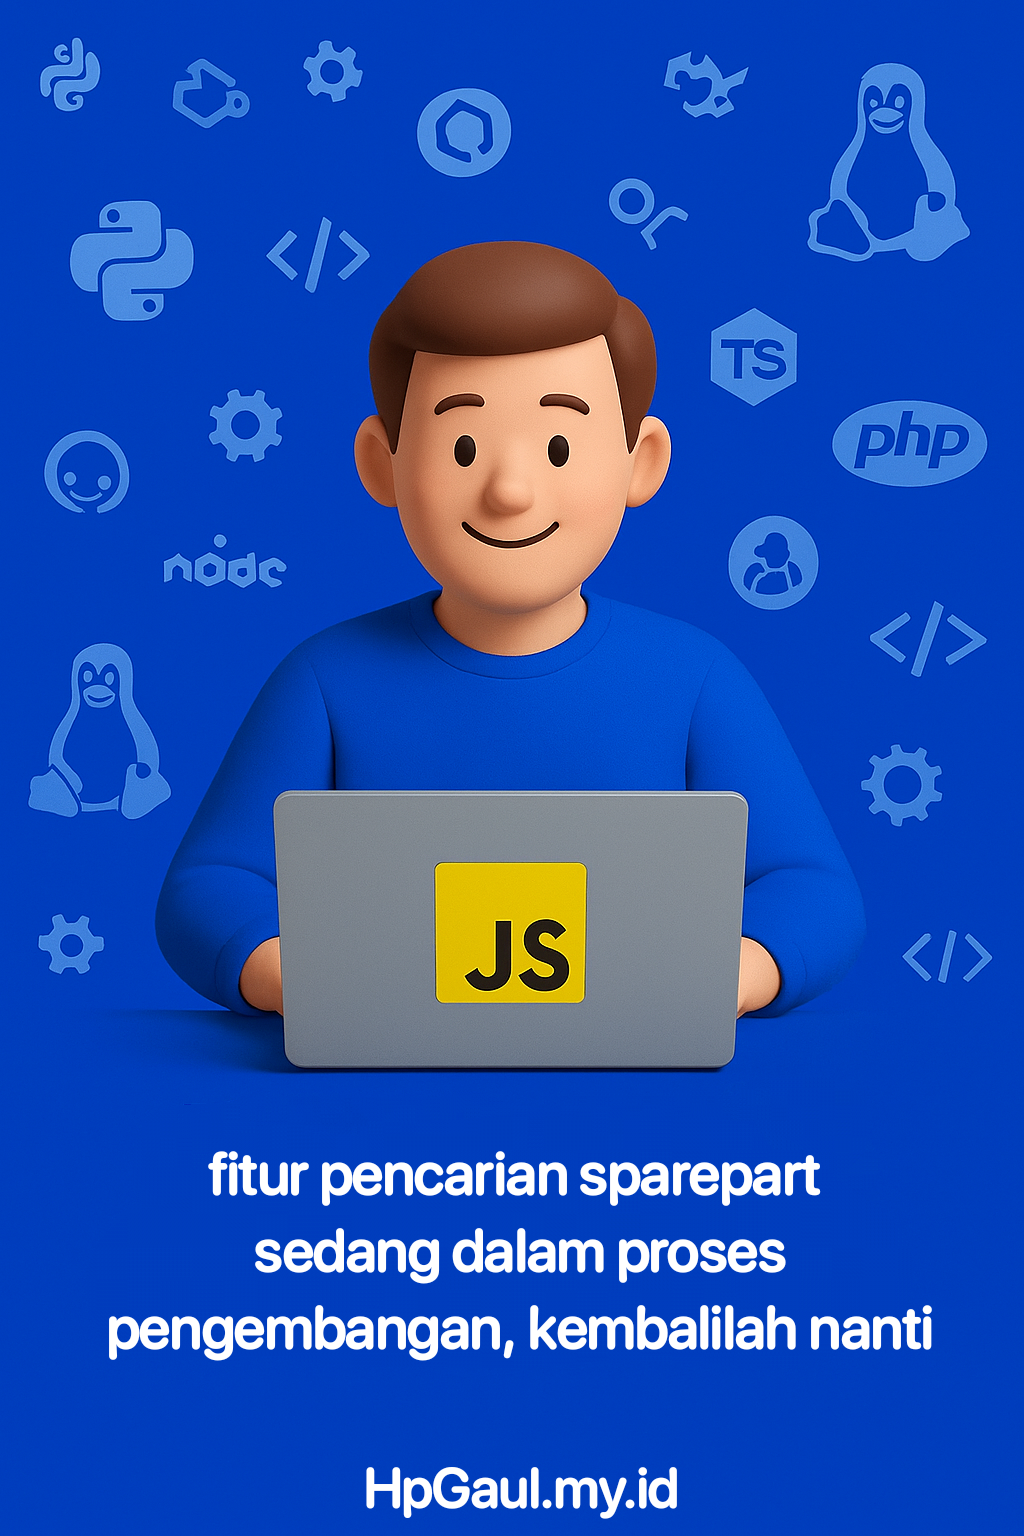 </>
TS
php
node
</>
JS
</>
fitur pencarian sparepart
sedang dalam proses
pengembangan, kembalilah nanti
HpGaul.my.id